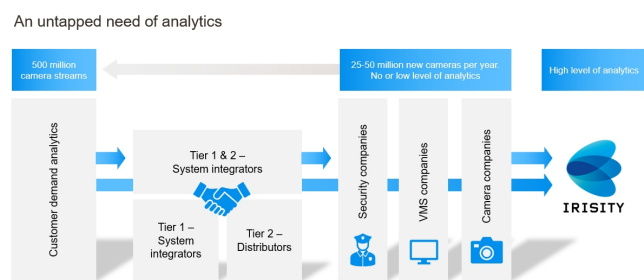 An untapped need of analytics
500 million
camera streams
25-50 million new cameras per year.
No or low level of analytics
High level of analytics
Customer demand analytics
Tier 1 & 2 –
System integrators
Tier 1 –
System
integrators
Tier 2 –
Distributors
Security companies
VMS companies
Camera companies
IRISITY